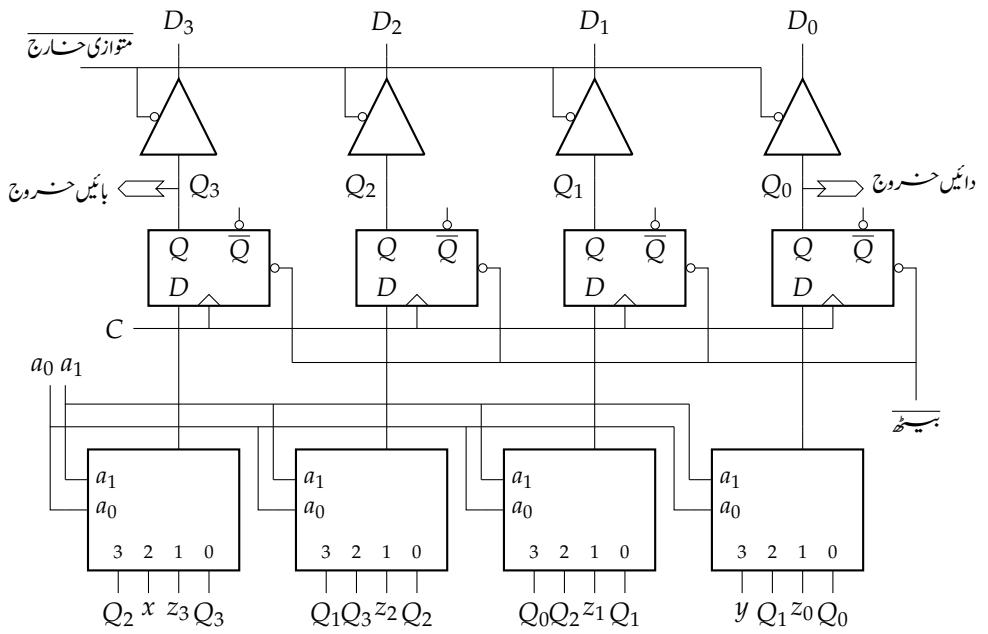 D3 D2 D1 D0
متوازی خارج
بائیں خروج Q3 Q2 Q1 Q0 دائیں خروج
Q Q̅ Q Q̅ Q Q̅ Q Q̅
D D D D
C
a0 a1
بیٹھ
a1 a1 a1 a1
a0 a0 a0 a0
3 2 1 0 3 2 1 0 3 2 1 0 3 2 1 0
Q2 x z3 Q3 Q1 Q3 z2 Q2 Q0 Q2 z1 Q1 y Q1 z0 Q0